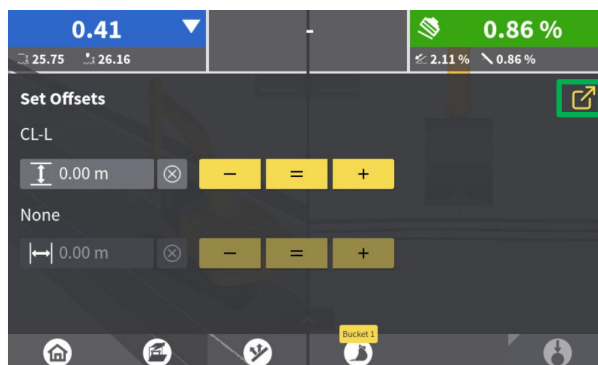 0.41
-
0.86 %
25.75 26.16
2.11 % 0.86 %
Set Offsets
CL-L
0.00 m
- = +
None
0.00 m
- = +
Bucket 1